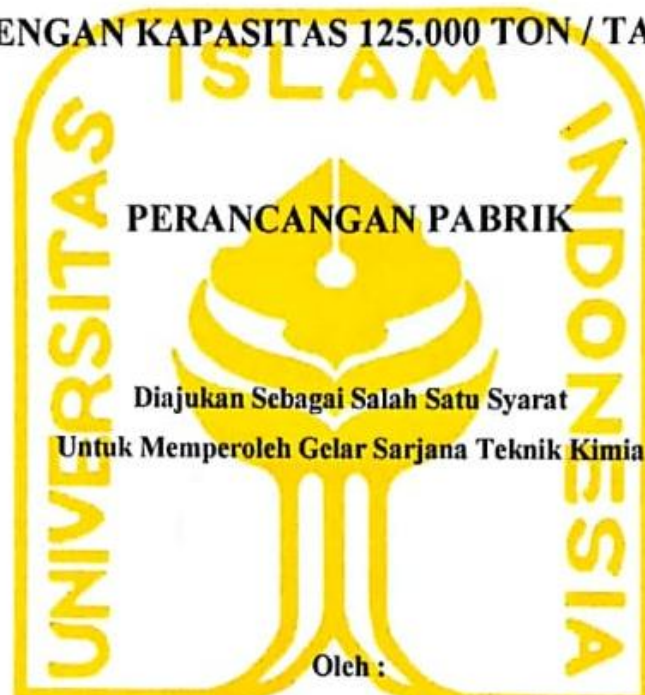 ENGAN KAPASITAS 125.000 TON / TA
ISLAM
UNIVERSITAS
INDONESIA
PERANCANGAN PABRIK
Diajukan Sebagai Salah Satu Syarat
Untuk Memperoleh Gelar Sarjana Teknik Kimia
Oleh :